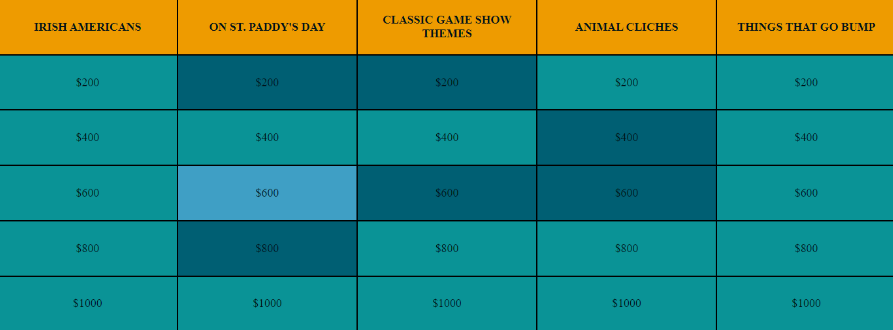 IRISH AMERICANS ON ST. PADDY'S DAY CLASSIC GAME SHOW THEMES ANIMAL CLICHES THINGS THAT GO BUMP
$200 $200 $200 $200 $200
$400 $400 $400 $400 $400
$600 $600 $600 $600 $600
$800 $800 $800 $800 $800
$1000 $1000 $1000 $1000 $1000